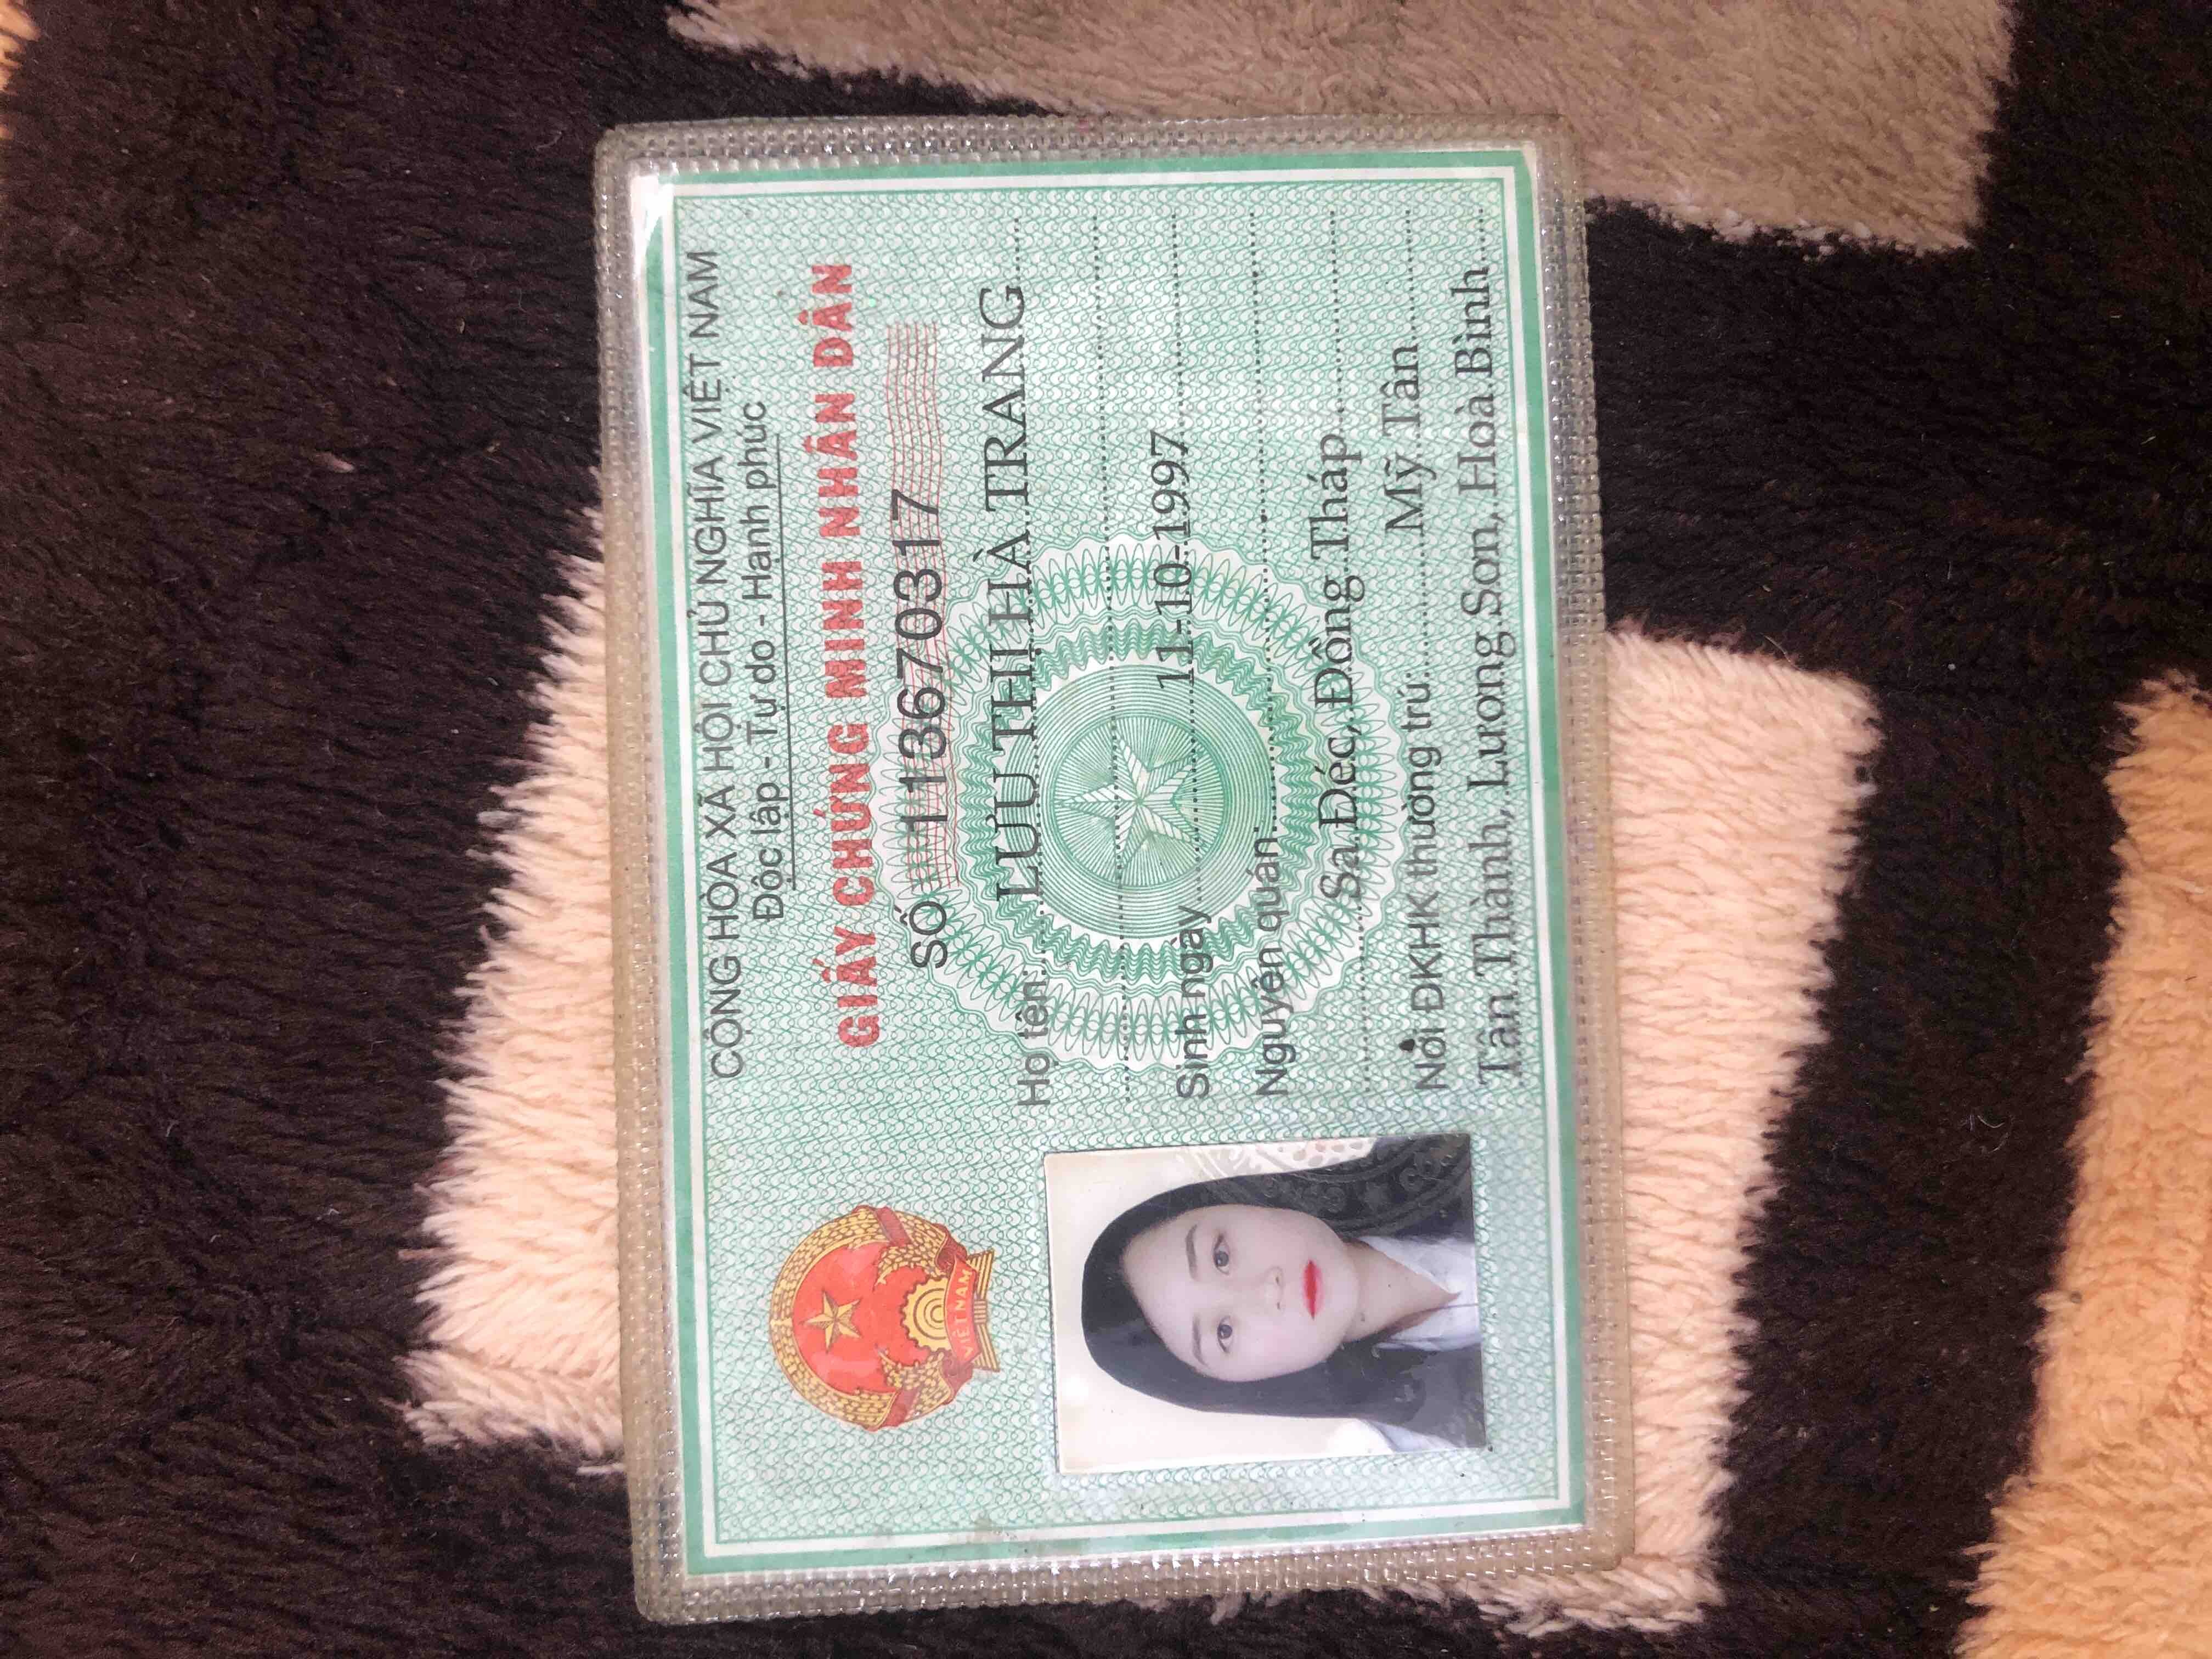 CỘNG HÒA XÃ HỘI CHỦ NGHĨA VIỆT NAM
Độc lập - Tự do - Hạnh phúc
GIẤY CHỨNG MINH NHÂN DÂN
SỐ 113670317
Họ tên: LƯU THỊ HÀ TRANG
Sinh ngày 11-10-1997
Nguyên quán
Sa Déc, Đồng Tháp
Nơi ĐKHK thường trú Mỹ Tân
Tân Thành, Lương Sơn, Hoà Bình
VIỆT NAM